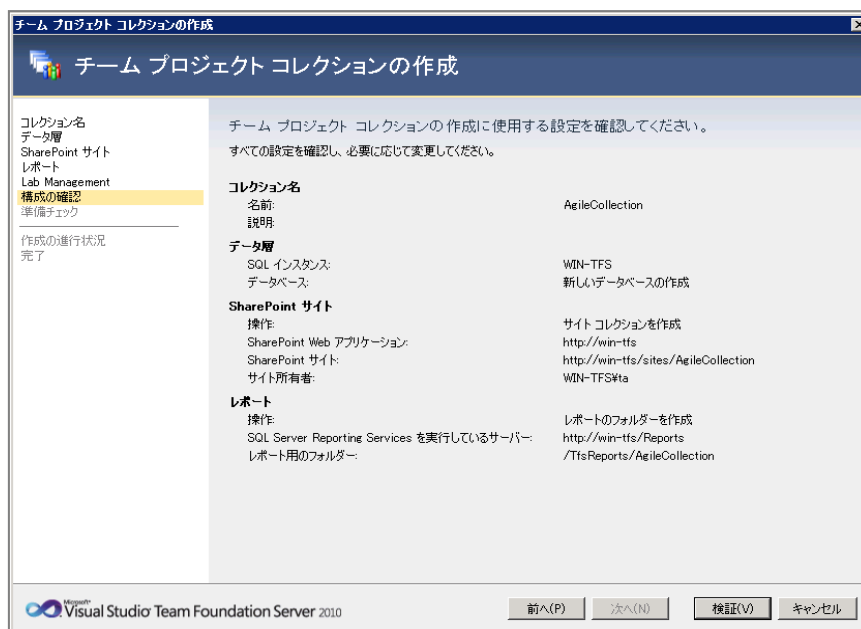 チーム プロジェクト コレクションの作成
チーム プロジェクト コレクションの作成
コレクション名
データ層
SharePoint サイト
レポート
Lab Management
構成の確認
準備チェック
作成の進行状況
完了
チーム プロジェクト コレクションの作成に使用する設定を確認してください。
すべての設定を確認し、必要に応じて変更してください。
コレクション名
名前: AgileCollection
説明:
データ層
SQL インスタンス: WIN-TFS
データベース: 新しいデータベースの作成
SharePoint サイト
操作: サイト コレクションを作成
SharePoint Web アプリケーション: http://win-tfs
SharePoint サイト: http://win-tfs/sites/AgileCollection
サイト所有者: WIN-TFS¥ta
レポート
操作: レポートのフォルダーを作成
SQL Server Reporting Services を実行しているサーバー: http://win-tfs/Reports
レポート用のフォルダー: /TfsReports/AgileCollection
Microsoft
Visual Studio Team Foundation Server 2010
前へ(P) 次へ(N) 検証(V) キャンセル